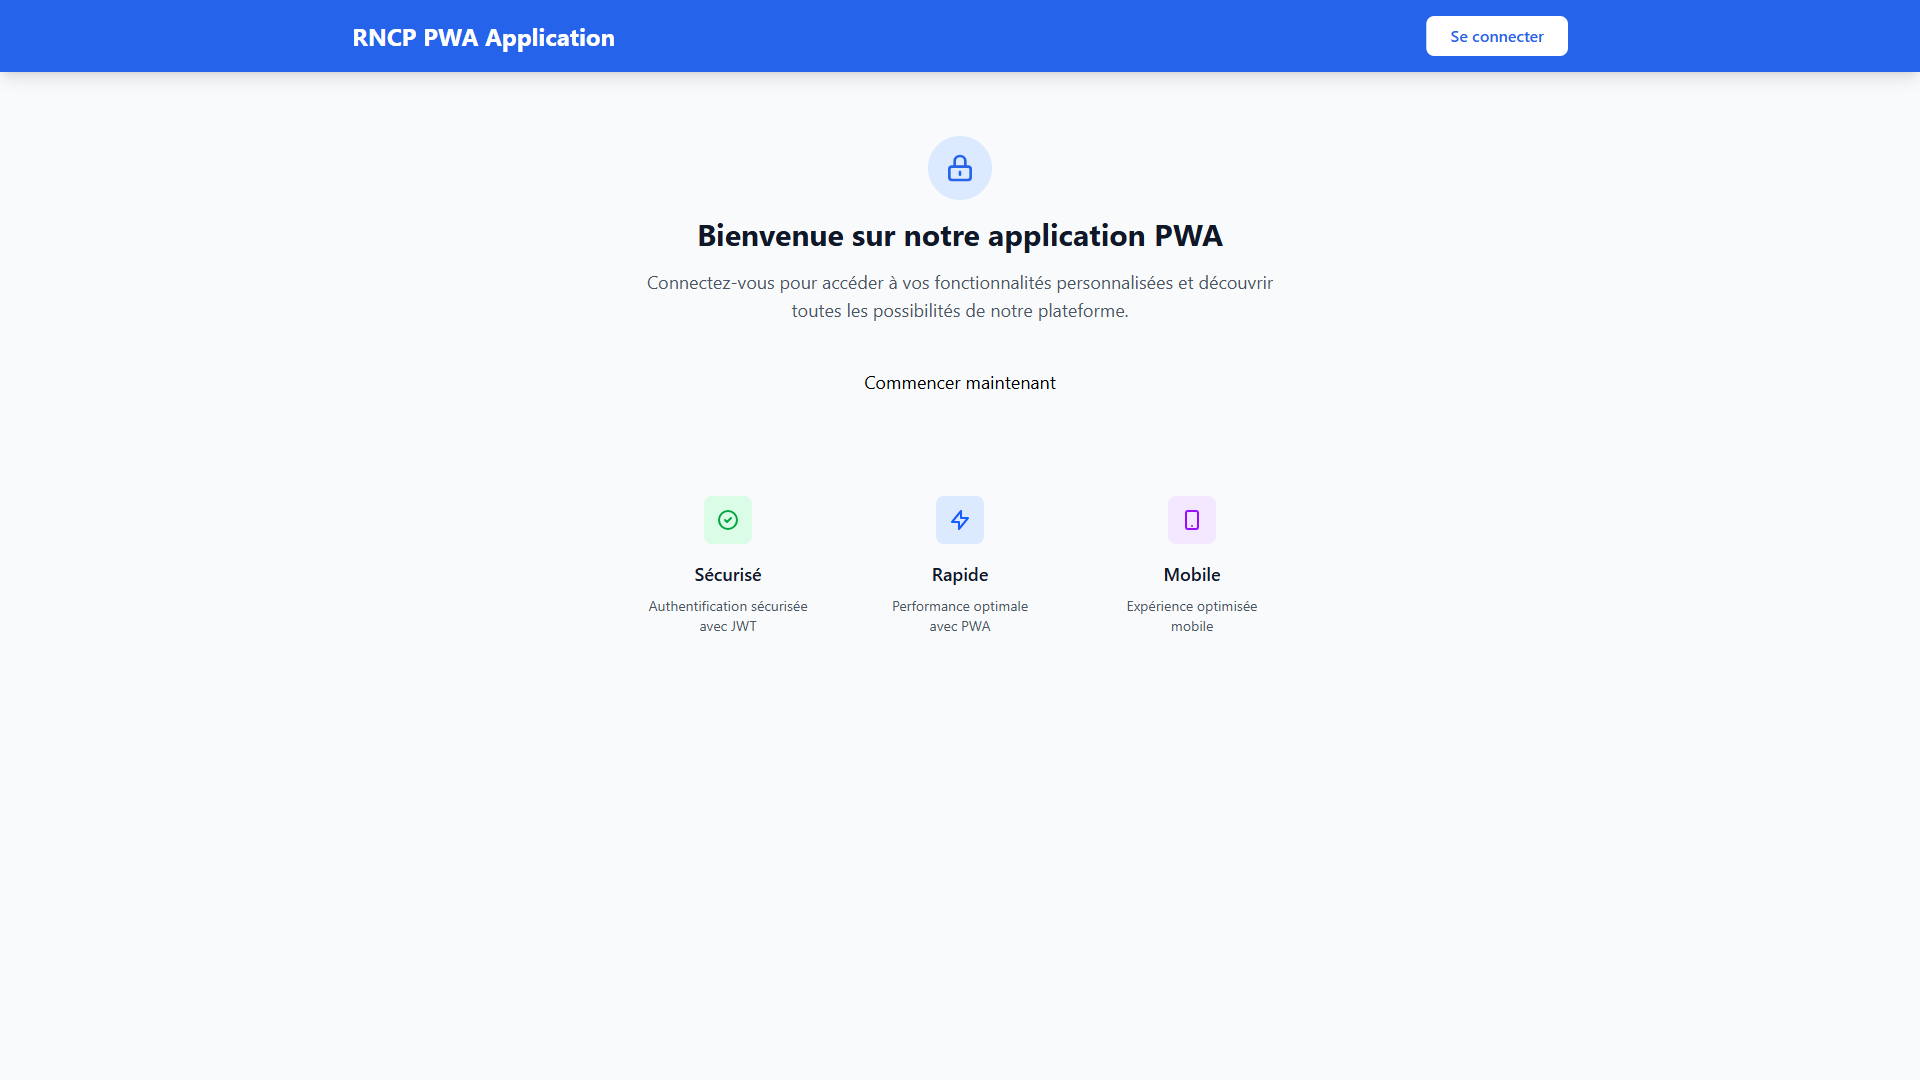 RNCP PWA Application
Se connecter
Bienvenue sur notre application PWA
Connectez-vous pour accéder à vos fonctionnalités personnalisées et découvrir
toutes les possibilités de notre plateforme.
Commencer maintenant
Sécurisé
Authentification sécurisée
avec JWT
Rapide
Performance optimale
avec PWA
Mobile
Expérience optimisée
mobile